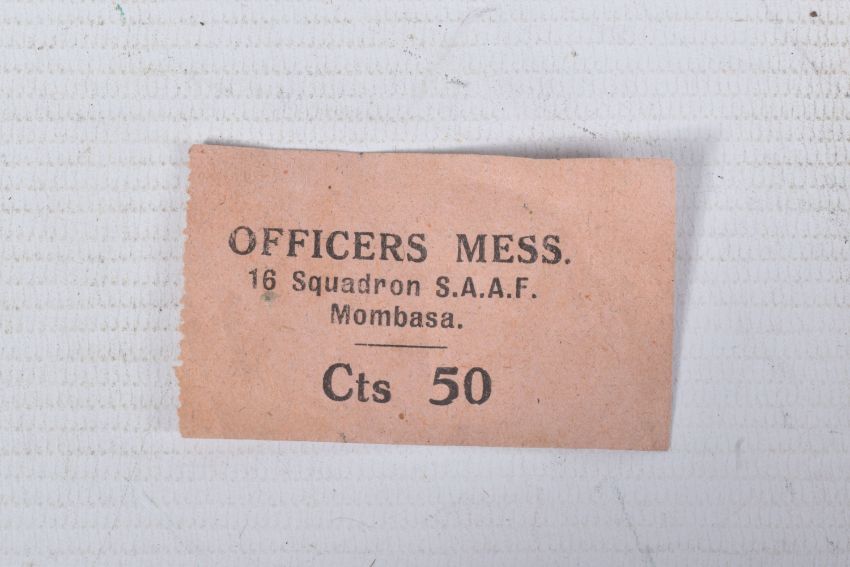 OFFICERS MESS.
16 Squadron S.A.A.F.
Mombasa.
Cts 50